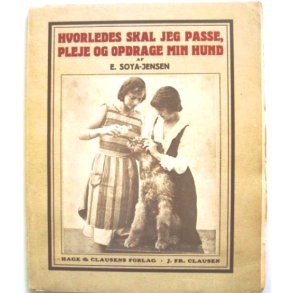 HVORLEDES SKAL JEG PASSE,
PLEJE OG OPDRAGE MIN HUND
AF
E. SOYA-JENSEN
HAGE & CLAUSENS FORLAG · J. FR. CLAUSEN